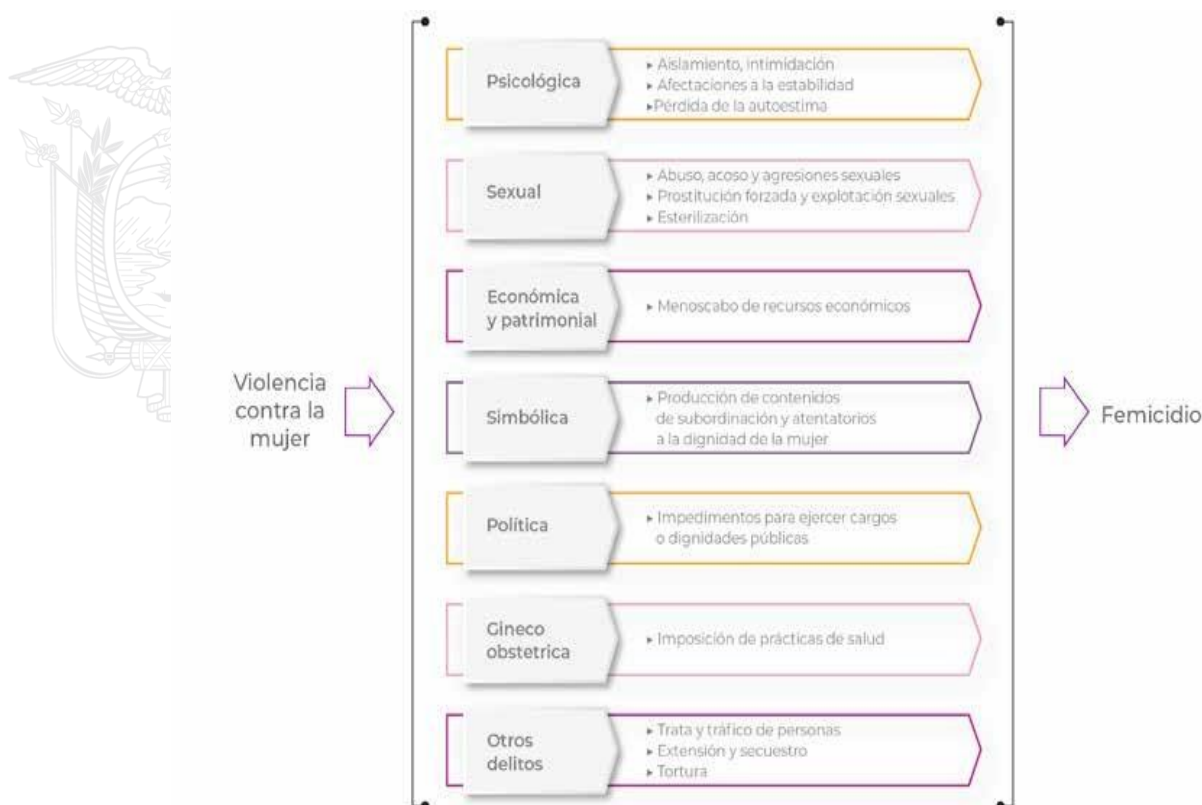 Violencia
contra la
mujer
Psicológica
▸ Aislamiento, intimidación
▸ Afectaciones a la estabilidad
▸Pérdida de la autoestima
Sexual
▸ Abuso, acoso y agresiones sexuales
▸ Prostitución forzada y explotación sexuales
▸ Esterilización
Económica
y patrimonial
▸ Menoscabo de recursos económicos
Simbólica
▸ Producción de contenidos
de subordinación y atentatorios
a la dignidad de la mujer
Política
▸ Impedimentos para ejercer cargos
o dignidades públicas
Gineco
obstetrica
▸ Imposición de prácticas de salud
Otros
delitos
▸ Trata y tráfico de personas
▸ Extensión y secuestro
▸ Tortura
Femicidio